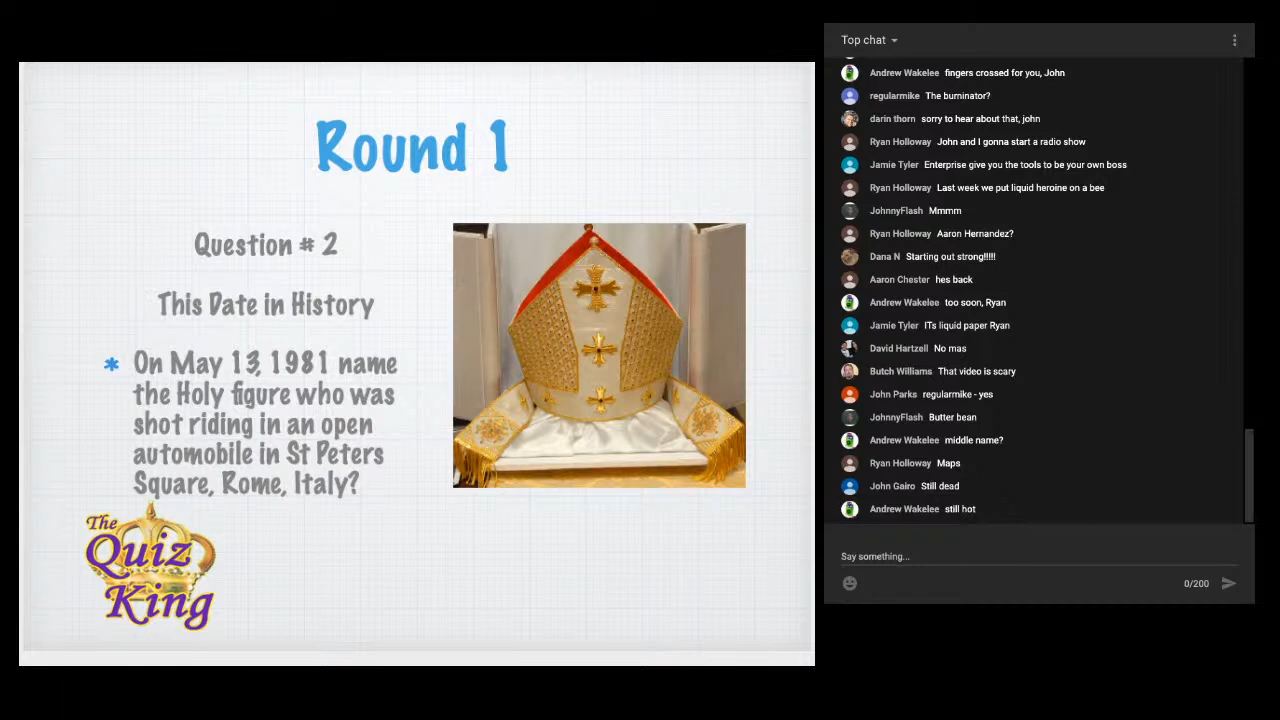 Round 1
Question # 2
This Date in History
* On May 13, 1981 name
the Holy figure who was
shot riding in an open
automobile in St Peters
Square, Rome, Italy?
The
Quiz
King
Top chat
Andrew Wakelee fingers crossed for you, John
regularmike The burninator?
darin thorn sorry to hear about that, john
Ryan Holloway John and I gonna start a radio show
Jamie Tyler Enterprise give you the tools to be your own boss
Ryan Holloway Last week we put liquid heroine on a bee
JohnnyFlash Mmmm
Ryan Holloway Aaron Hernandez?
Dana N Starting out strong!!!!!
Aaron Chester hes back
Andrew Wakelee too soon, Ryan
Jamie Tyler ITs liquid paper Ryan
David Hartzell No mas
Butch Williams That video is scary
John Parks regularmike - yes
JohnnyFlash Butter bean
Andrew Wakelee middle name?
Ryan Holloway Maps
John Gairo Still dead
Andrew Wakelee still hot
Say something...
0/200